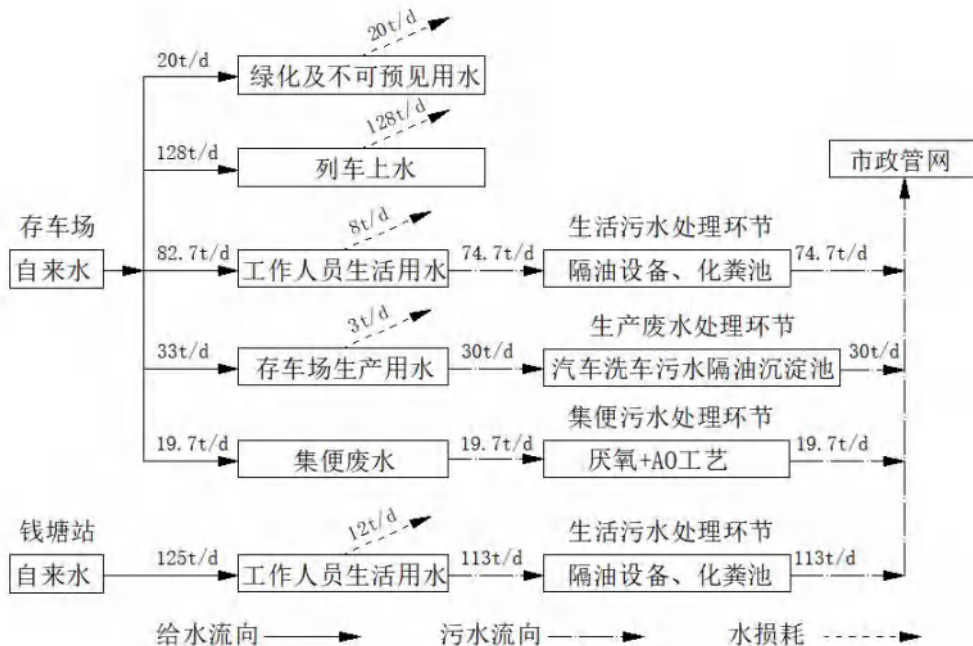 20t/d
20t/d
绿化及不可预见用水
128t/d
128t/d
列车上水
市政管网
存车场
自来水
8t/d
生活污水处理环节
82.7t/d
工作人员生活用水
74.7t/d
隔油设备、化粪池
74.7t/d
3t/d
生产废水处理环节
33t/d
存车场生产用水
30t/d
汽车洗车污水隔油沉淀池
30t/d
集便污水处理环节
19.7t/d
集便废水
19.7t/d
厌氧+AO工艺
19.7t/d
钱塘站
自来水
12t/d
生活污水处理环节
125t/d
工作人员生活用水
113t/d
隔油设备、化粪池
113t/d
给水流向
污水流向
水损耗